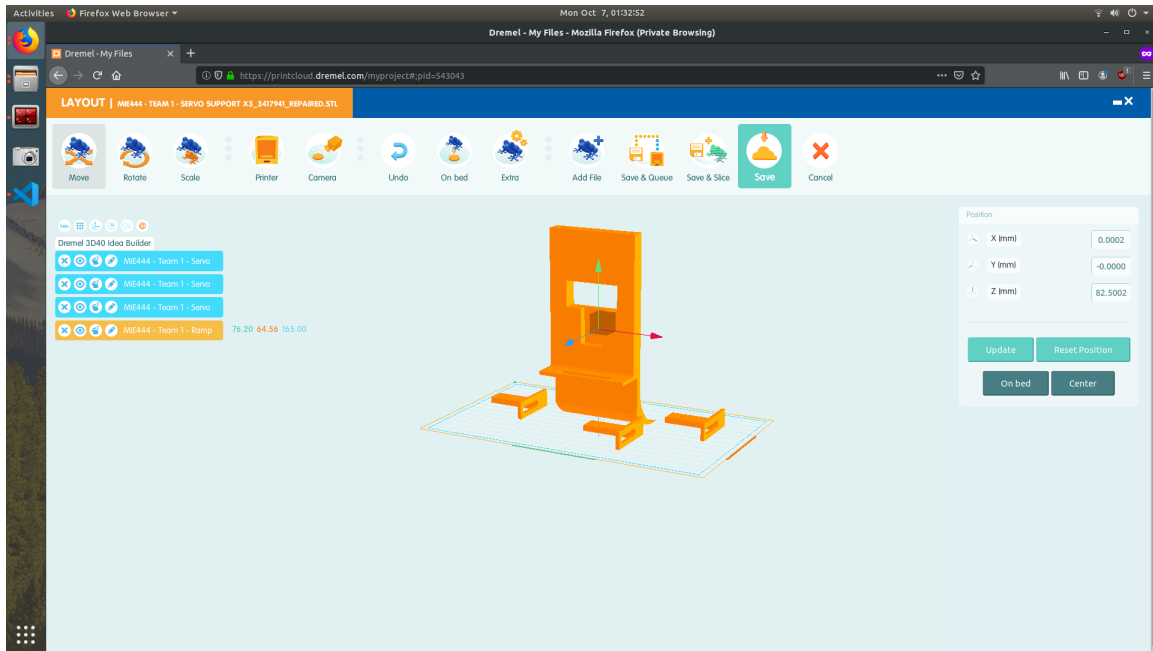 Activities Firefox Web Browser Mon Oct 7, 01:32:52
Dremel - My Files - Mozilla Firefox (Private Browsing)
Dremel - My Files
https://printcloud.dremel.com/myproject#;pid=543043
LAYOUT | MIE444 - TEAM 1 - SERVO SUPPORT X3_3417941_REPAIRED.STL
Move Rotate Scale Printer Camera Undo On bed Extra Add File Save & Queue Save & Slice Save Cancel
Dremel 3D40 Idea Builder
MIE444 - Team 1 - Servo
MIE444 - Team 1 - Servo
MIE444 - Team 1 - Servo
MIE444 - Team 1 - Ramp 76.20 64.56 165.00
Position
X (mm) 0.0002
Y (mm) -0.0000
Z (mm) 82.5002
Update Reset Position
On bed Center